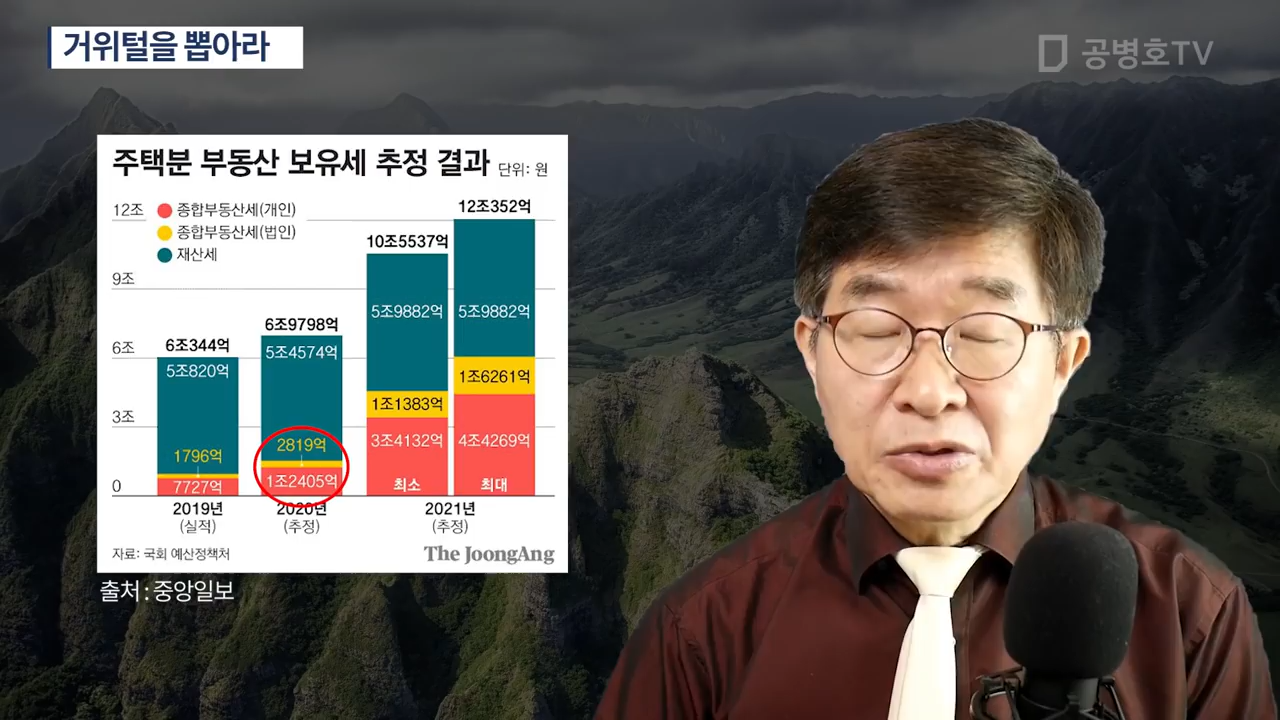 거위털을 뽑아라
공병호TV
주택분 부동산 보유세 추정 결과 단위: 원
12조
종합부동산세(개인)
종합부동산세(법인)
재산세
9조
6조
3조
0
6조344억
5조820억
1796억
7727억
2019년
(실적)
6조9798억
5조4574억
2819억
1조2405억
2020년
(추정)
10조5537억
5조9882억
1조1383억
3조4132억
최소
12조352억
5조9882억
1조6261억
4조4269억
최대
2021년
(추정)
자료: 국회 예산정책처
The JoongAng
출처 : 중앙일보